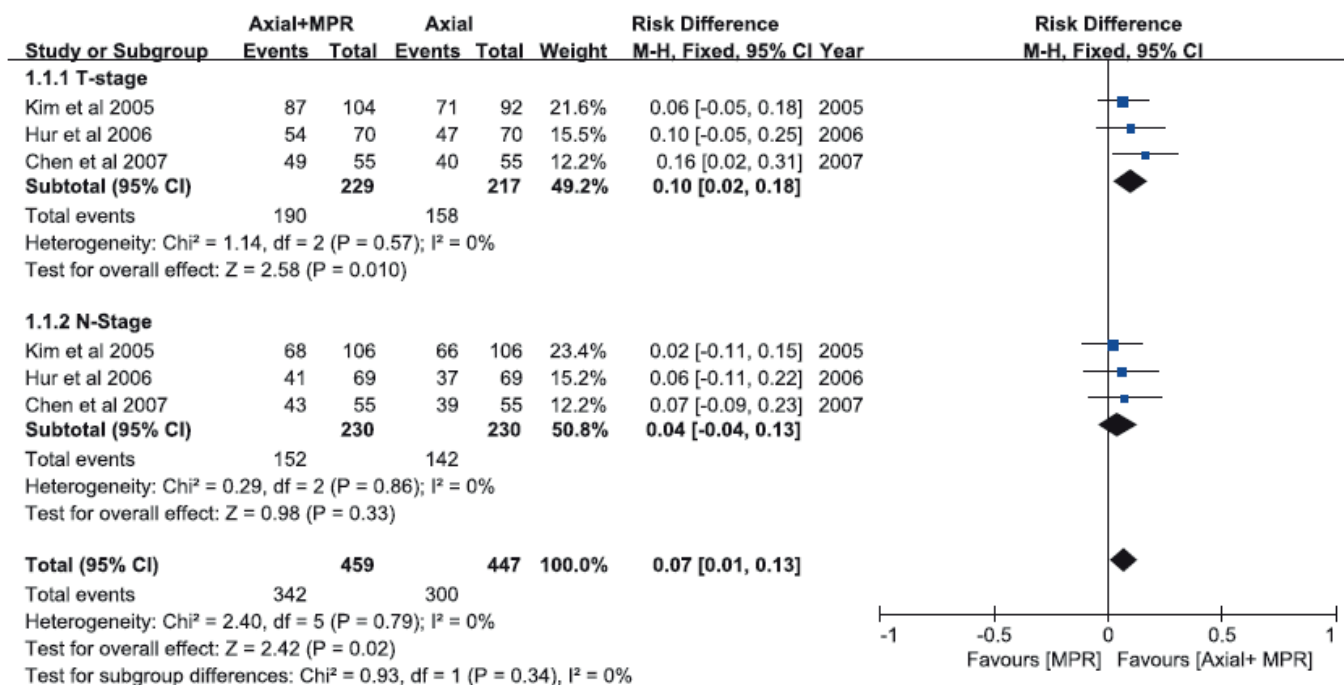 Axial+MPR Axial Risk Difference Risk Difference
Study or Subgroup Events Total Events Total Weight M-H, Fixed, 95% CI Year M-H, Fixed, 95% CI
1.1.1 T-stage
Kim et al 2005 87 104 71 92 21.6% 0.06 [-0.05, 0.18] 2005
Hur et al 2006 54 70 47 70 15.5% 0.10 [-0.05, 0.25] 2006
Chen et al 2007 49 55 40 55 12.2% 0.16 [0.02, 0.31] 2007
Subtotal (95% CI) 229 217 49.2% 0.10 [0.02, 0.18]
Total events 190 158
Heterogeneity: Chi² = 1.14, df = 2 (P = 0.57); I² = 0%
Test for overall effect: Z = 2.58 (P = 0.010)
1.1.2 N-Stage
Kim et al 2005 68 106 66 106 23.4% 0.02 [-0.11, 0.15] 2005
Hur et al 2006 41 69 37 69 15.2% 0.06 [-0.11, 0.22] 2006
Chen et al 2007 43 55 39 55 12.2% 0.07 [-0.09, 0.23] 2007
Subtotal (95% CI) 230 230 50.8% 0.04 [-0.04, 0.13]
Total events 152 142
Heterogeneity: Chi² = 0.29, df = 2 (P = 0.86); I² = 0%
Test for overall effect: Z = 0.98 (P = 0.33)
Total (95% CI) 459 447 100.0% 0.07 [0.01, 0.13]
Total events 342 300
Heterogeneity: Chi² = 2.40, df = 5 (P = 0.79); I² = 0%
Test for overall effect: Z = 2.42 (P = 0.02)
Test for subgroup differences: Chi² = 0.93, df = 1 (P = 0.34), I² = 0%
-1 -0.5 0 0.5 1
Favours [MPR] Favours [Axial+ MPR]